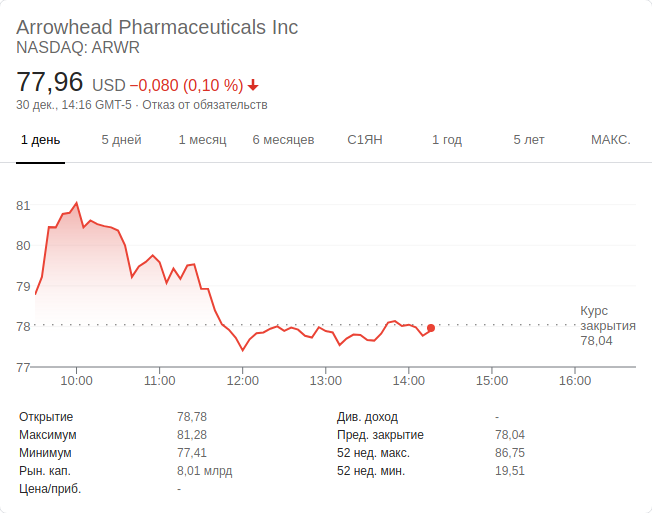 Arrowhead Pharmaceuticals Inc
NASDAQ: ARWR
77,96 USD −0,080 (0,10 %)
30 дек., 14:16 GMT-5 · Отказ от обязательств
1 день 5 дней 1 месяц 6 месяцев С1ЯН 1 год 5 лет МАКС.
81
80
79
78
77
Курс
закрытия
78,04
10:00 11:00 12:00 13:00 14:00 15:00 16:00
Открытие 78,78 Див. доход -
Максимум 81,28 Пред. закрытие 78,04
Минимум 77,41 52 нед. макс. 86,75
Рын. кап. 8,01 млрд 52 нед. мин. 19,51
Цена/приб. -